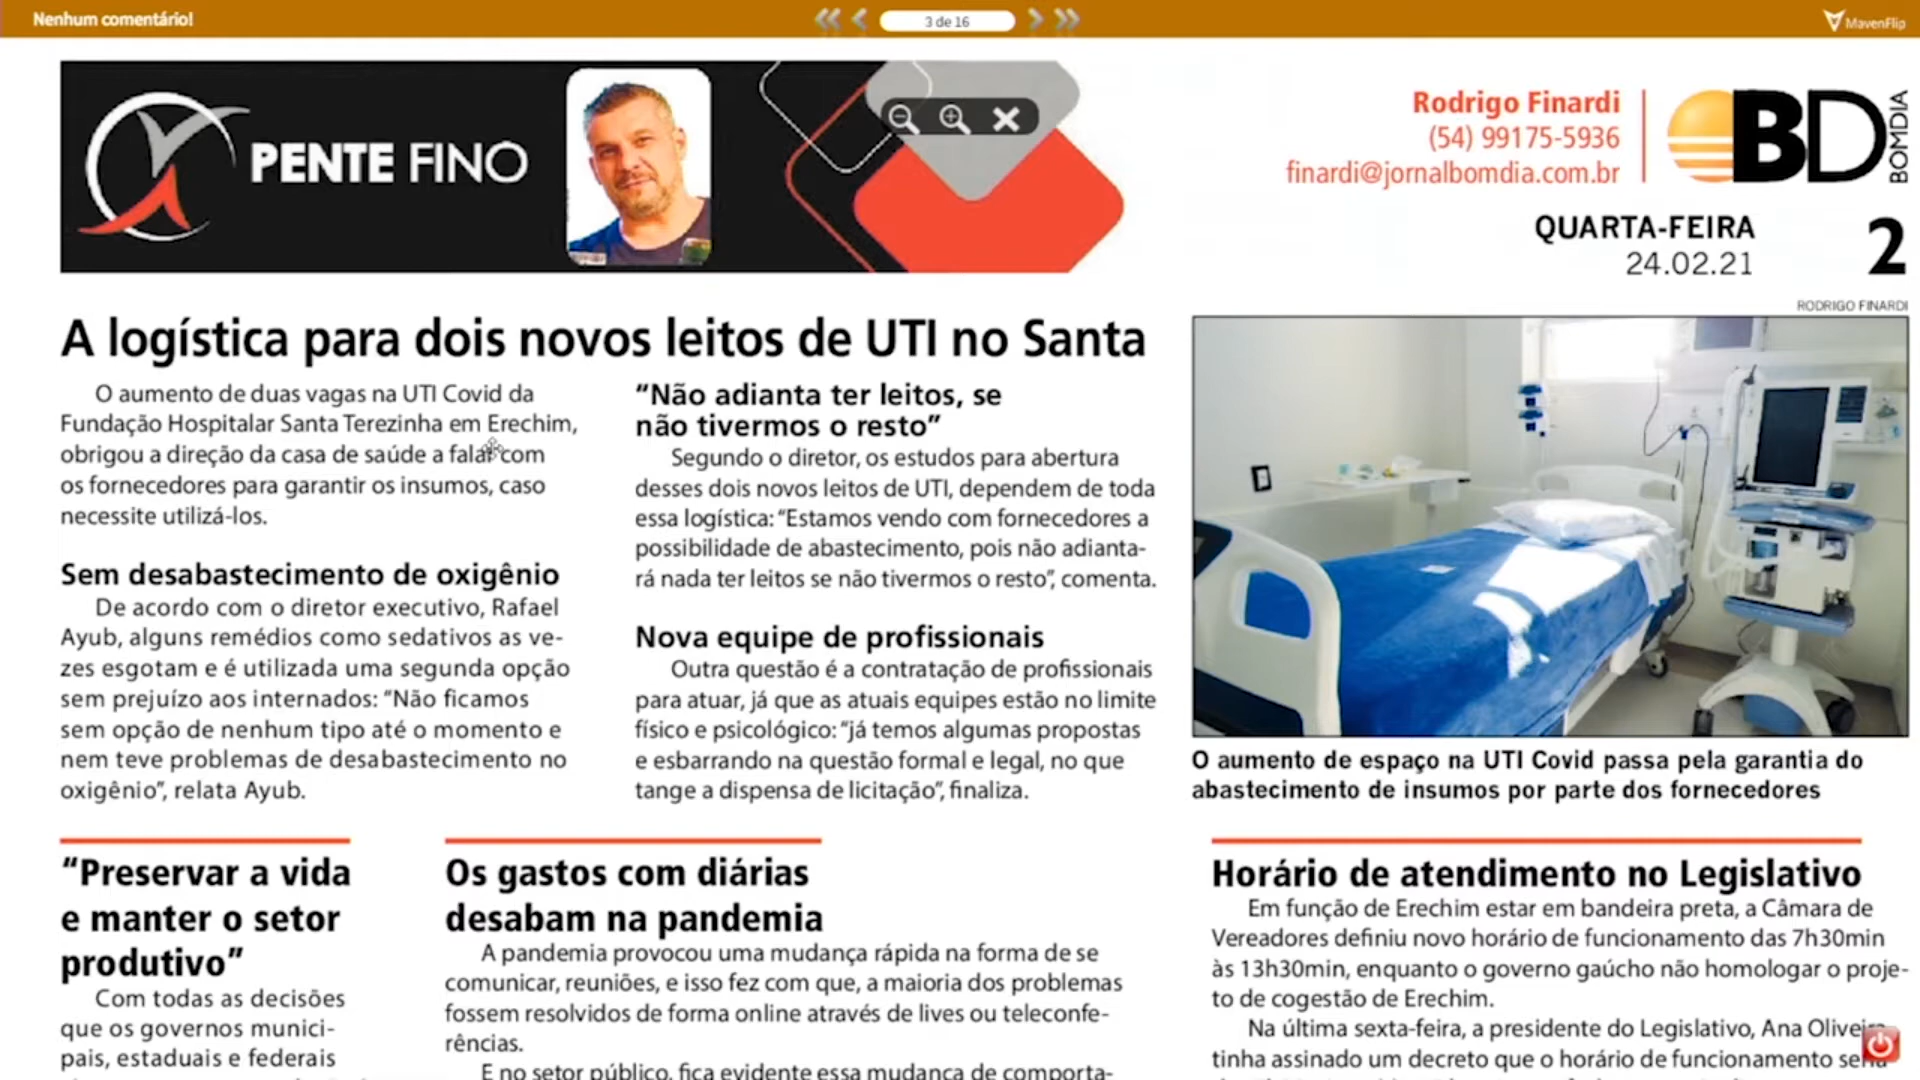 Nenhum comentário!
3 de 16
MavenFlip
PENTE FINO
Rodrigo Finardi
(54) 99175-5936
finardi@jornalbomdia.com.br
BD
BOMDIA
QUARTA-FEIRA
24.02.21
2
RODRIGO FINARDI
A logística para dois novos leitos de UTI no Santa
O aumento de duas vagas na UTI Covid da
Fundação Hospitalar Santa Terezinha em Erechim,
obrigou a direção da casa de saúde a falar com
os fornecedores para garantir os insumos, caso
necessite utilizá-los.
Sem desabastecimento de oxigênio
De acordo com o diretor executivo, Rafael
Ayub, alguns remédios como sedativos as ve-
zes esgotam e é utilizada uma segunda opção
sem prejuízo aos internados: “Não ficamos
sem opção de nenhum tipo até o momento e
nem teve problemas de desabastecimento no
oxigênio”, relata Ayub.
“Não adianta ter leitos, se
não tivermos o resto”
Segundo o diretor, os estudos para abertura
desses dois novos leitos de UTI, dependem de toda
essa logística: “Estamos vendo com fornecedores a
possibilidade de abastecimento, pois não adianta-
rá nada ter leitos se não tivermos o resto”, comenta.
Nova equipe de profissionais
Outra questão é a contratação de profissionais
para atuar, já que as atuais equipes estão no limite
físico e psicológico: “já temos algumas propostas
e esbarrando na questão formal e legal, no que
tange a dispensa de licitação”, finaliza.
O aumento de espaço na UTI Covid passa pela garantia do
abastecimento de insumos por parte dos fornecedores
“Preservar a vida
e manter o setor
produtivo”
Com todas as decisões
que os governos munici-
pais, estaduais e federais
Os gastos com diárias
desabam na pandemia
A pandemia provocou uma mudança rápida na forma de se
comunicar, reuniões, e isso fez com que, a maioria dos problemas
fossem resolvidos de forma online através de lives ou teleconfe-
rências.
E no setor público, fica evidente essa mudança de comporta-
Horário de atendimento no Legislativo
Em função de Erechim estar em bandeira preta, a Câmara de
Vereadores definiu novo horário de funcionamento das 7h30min
às 13h30min, enquanto o governo gaúcho não homologar o proje-
to de cogestão de Erechim.
Na última sexta-feira, a presidente do Legislativo, Ana Oliveira
tinha assinado um decreto que o horário de funcionamento seria